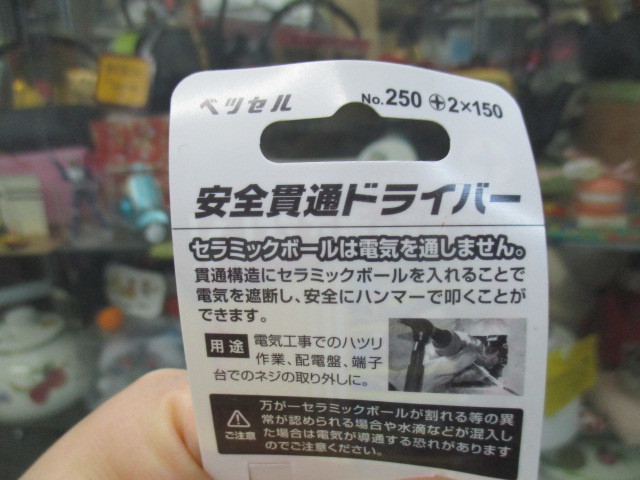 ベッセル
No.250 ⊕2×150
安全貫通ドライバー
セラミックボールは電気を通しません。
貫通構造にセラミックボールを入れることで
電気を遮断し、安全にハンマーで叩くことが
できます。
用途
電気工事でのハツリ
作業、配電盤、端子
台でのネジの取り外しに。
ご注意
万が一セラミックボールが割れる等の異
常が認められる場合や水滴などが混入し
た場合は電気が導通する恐れがあります
のでご注意ください。